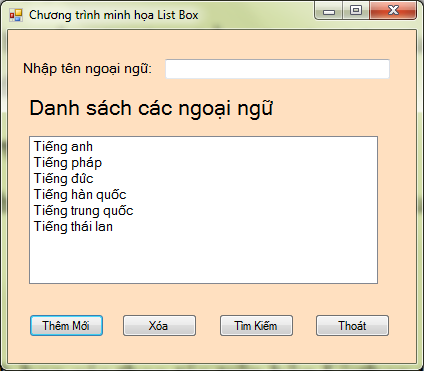 Chương trình minh họa List Box
Nhập tên ngoại ngữ:
Danh sách các ngoại ngữ
Tiếng anh
Tiếng pháp
Tiếng đức
Tiếng hàn quốc
Tiếng trung quốc
Tiếng thái lan
Thêm Mới Xóa Tìm Kiếm Thoát